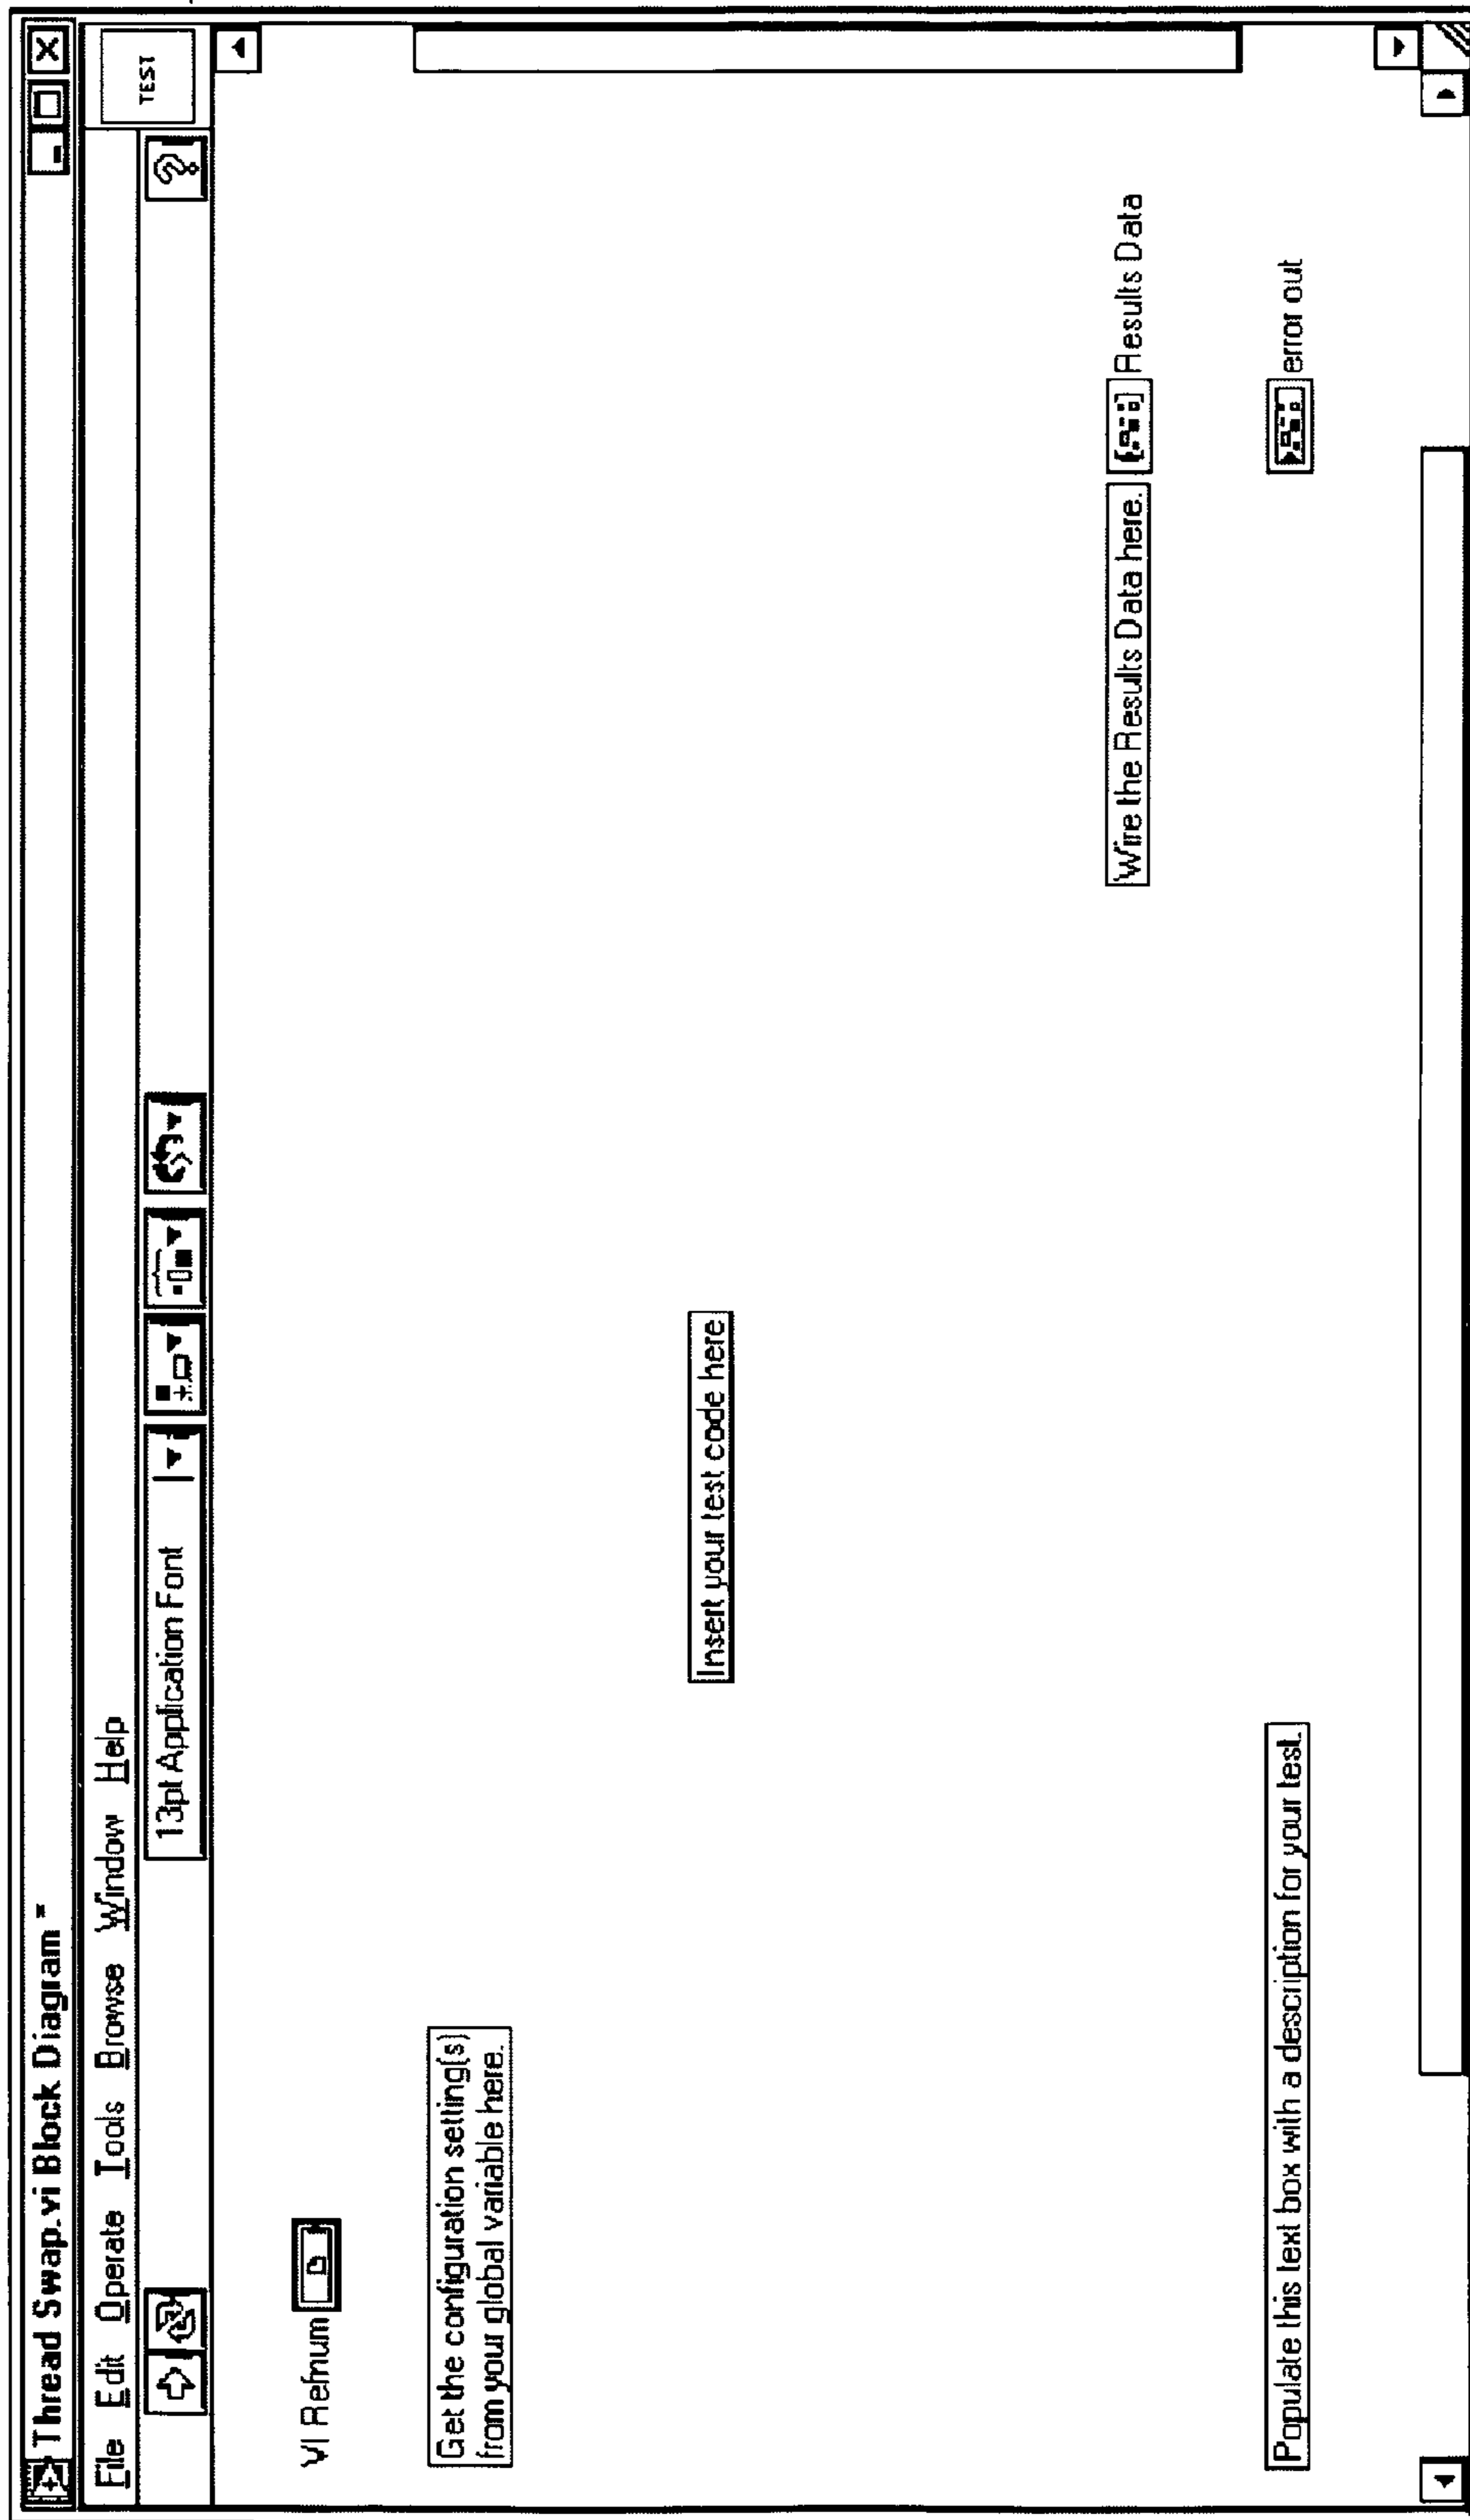 Thread Swap.vi Block Diagram *
File Edit Operate Tools Browse Window Help
13pt Application Font
TEST
VI Refnum
Get the configuration setting(s)
from your global variable here.
Insert your test code here
Wire the Results Data here.
Results Data
Populate this text box with a description for your test.
error out